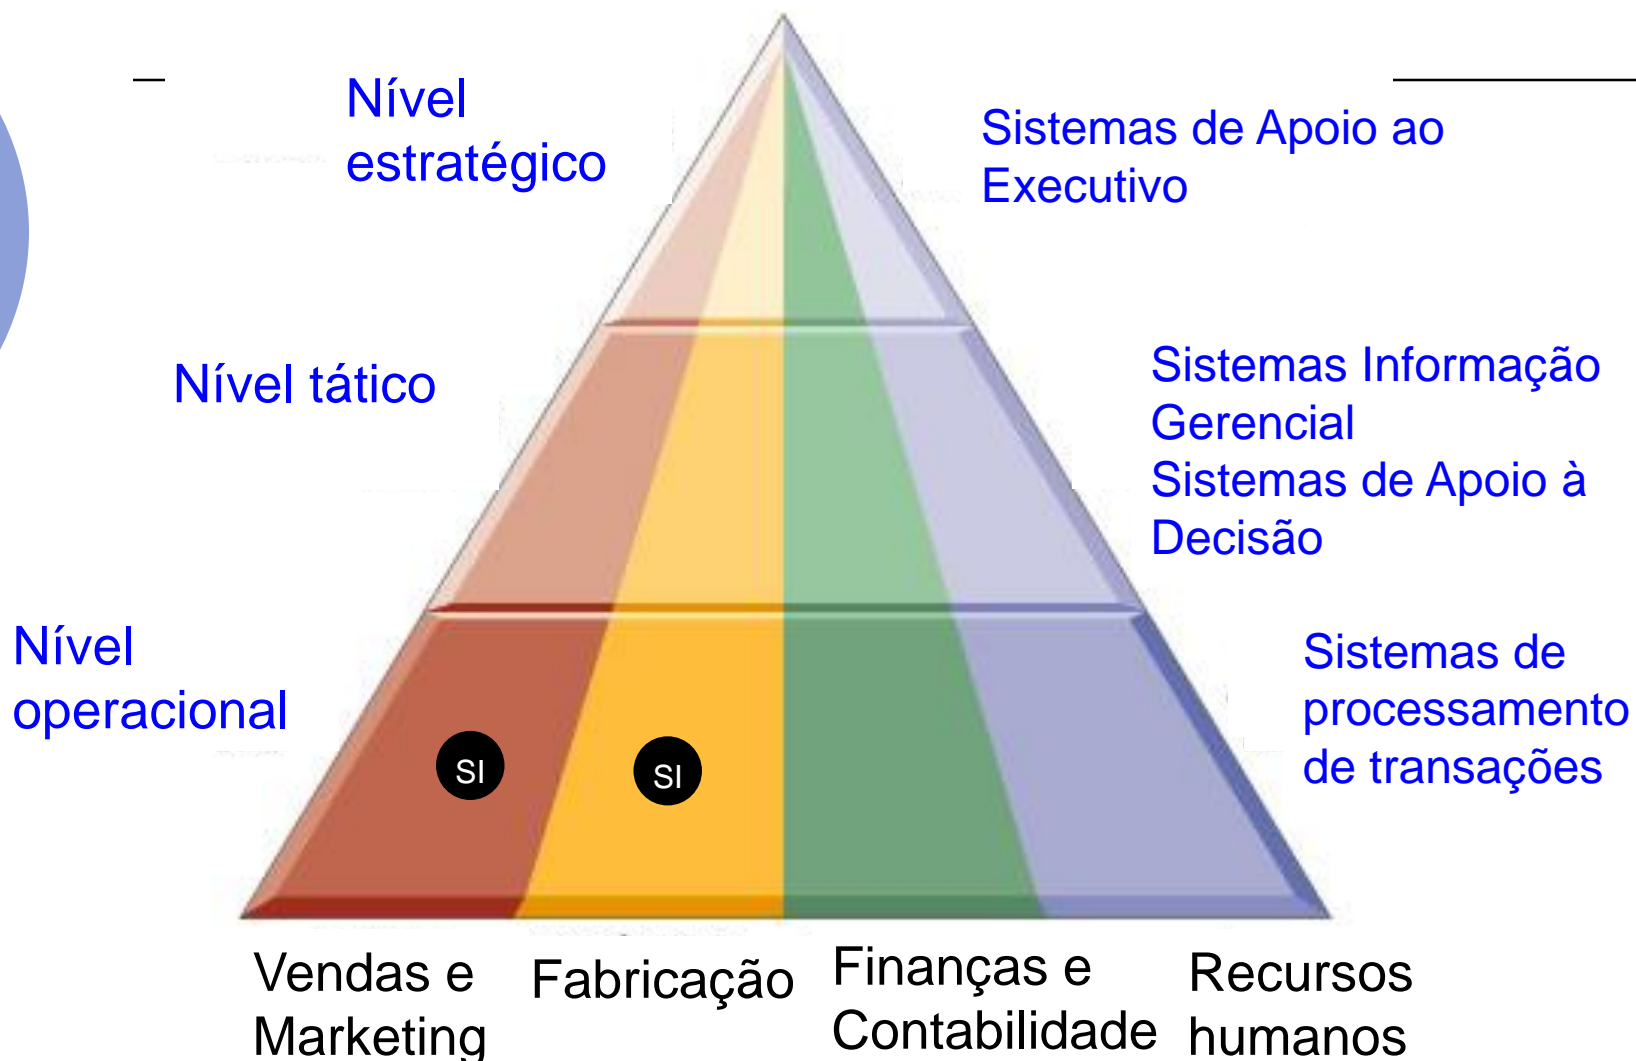 Nível
estratégico
Sistemas de Apoio ao
Executivo
Nível tático
Sistemas Informação
Gerencial
Sistemas de Apoio à
Decisão
Nível
operacional
Sistemas de
processamento
de transações
SI
SI
Vendas e
Marketing
Fabricação
Finanças e
Contabilidade
Recursos
humanos